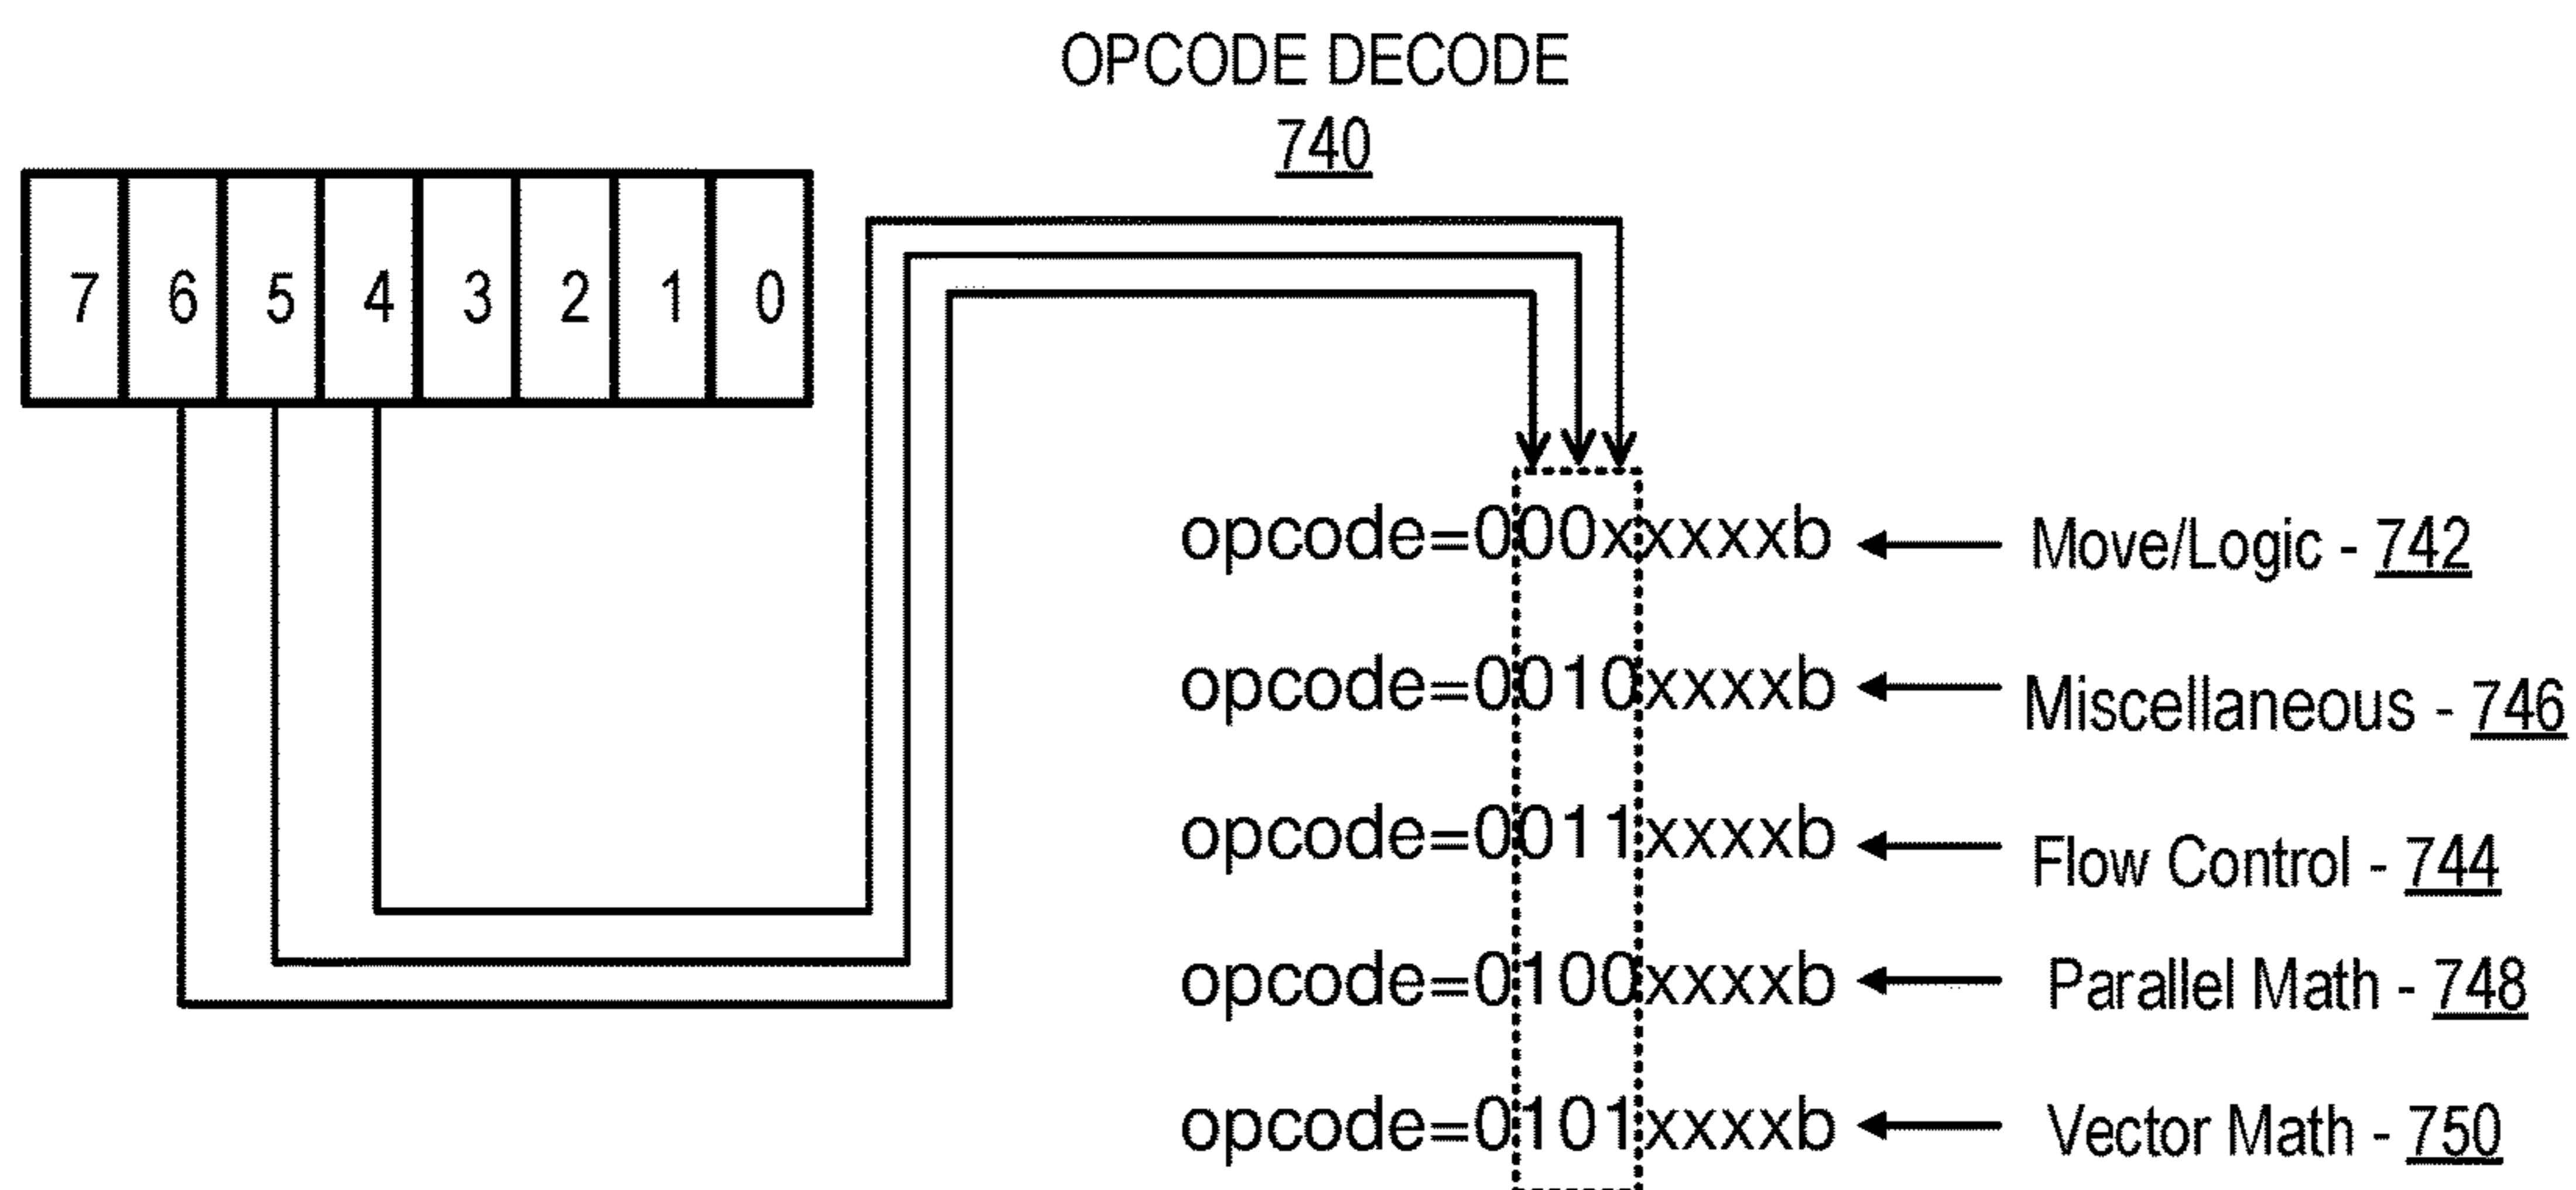 OPCODE DECODE
740
7 6 5 4 3 2 1 0
opcode=000xxxxxb Move/Logic - 742
opcode=0010xxxxb Miscellaneous - 746
opcode=0011xxxxb Flow Control - 744
opcode=0100xxxxb Parallel Math - 748
opcode=0101xxxxb Vector Math - 750